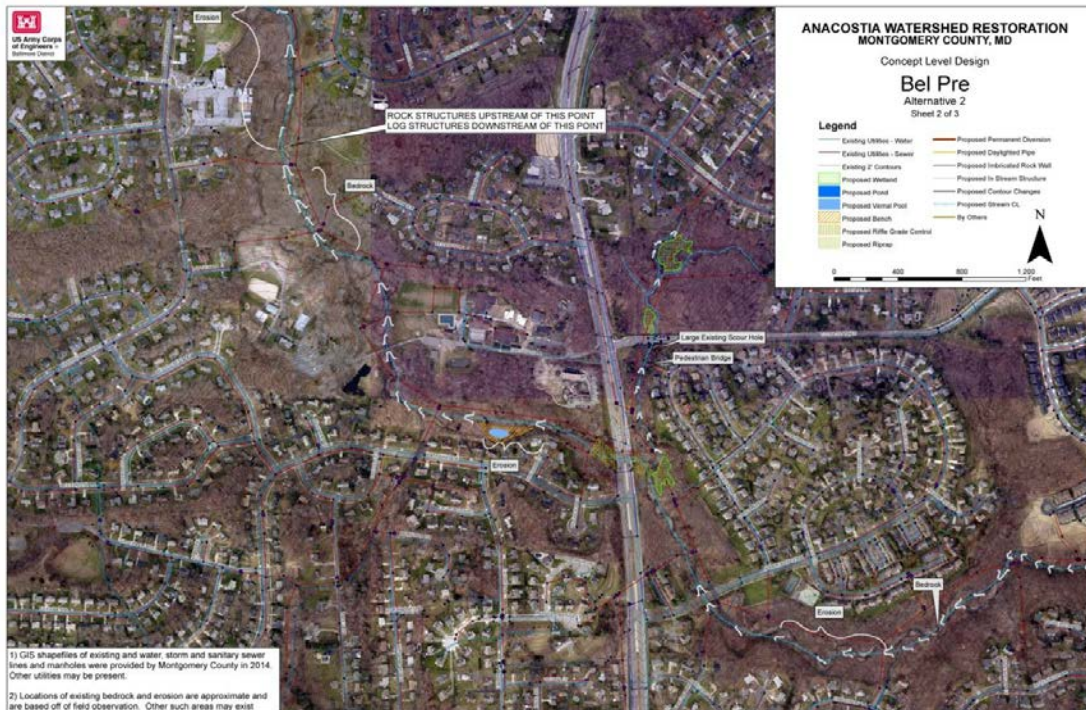 US Army Corps
of Engineers
Baltimore District
Erosion
ROCK STRUCTURES UPSTREAM OF THIS POINT
LOG STRUCTURES DOWNSTREAM OF THIS POINT
Bedrock
ANACOSTIA WATERSHED RESTORATION
MONTGOMERY COUNTY, MD
Concept Level Design
Bel Pre
Alternative 2
Sheet 2 of 3
Legend
Existing Utilities - Water
Existing Utilities - Sewer
Existing 2' Contours
Proposed Wetland
Proposed Pond
Proposed Vernal Pool
Proposed Bench
Proposed Riffle Grade Control
Proposed Riprap
Proposed Permanent Diversion
Proposed Daylighted Pipe
Proposed Imbricated Rock Wall
Proposed In Stream Structure
Proposed Contour Changes
Proposed Stream CL
By Others
N
0 400 800 1,200
Feet
Large Existing Scour Hole
Pedestrian Bridge
Erosion
Bedrock
Erosion
1) GIS shapefiles of existing and water, storm and sanitary sewer
lines and manholes were provided by Montgomery County in 2014.
Other utilities may be present.
2) Locations of existing bedrock and erosion are approximate and
are based off of field observation. Other such areas may exist